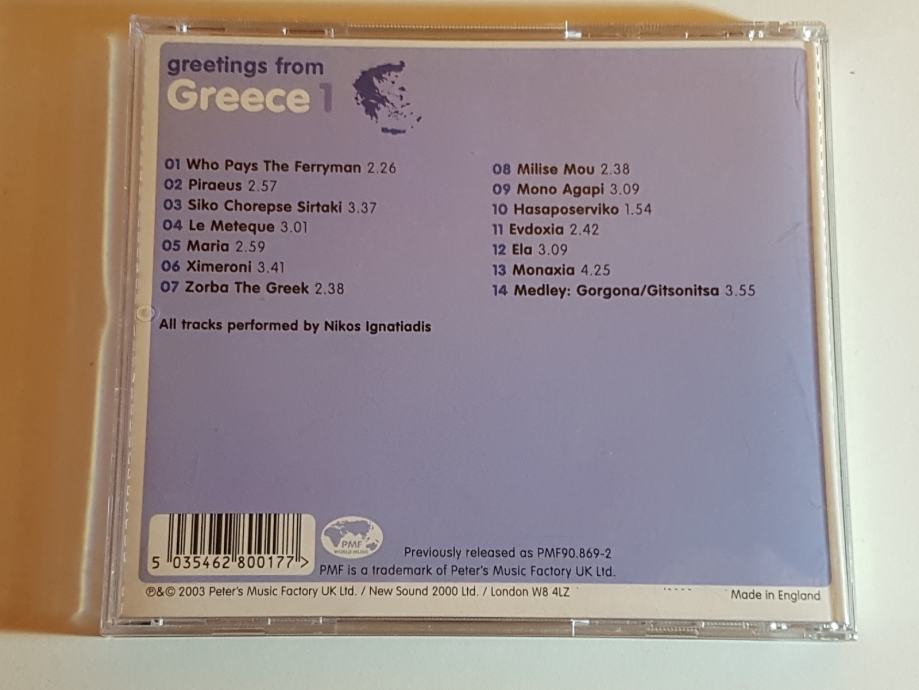 greetings from
Greece 1
01 Who Pays The Ferryman 2.26
02 Piraeus 2.57
03 Siko Chorepse Sirtaki 3.37
04 Le Meteque 3.01
05 Maria 2.59
06 Ximeroni 3.41
07 Zorba The Greek 2.38
08 Milise Mou 2.38
09 Mono Agapi 3.09
10 Hasaposerviko 1.54
11 Evdoxia 2.42
12 Ela 3.09
13 Monaxia 4.25
14 Medley: Gorgona/Gitsonitsa 3.55
All tracks performed by Nikos Ignatiadis
5 035462 800177 >
PMF
WORLD MUSIC
Previously released as PMF90.869-2
PMF is a trademark of Peter's Music Factory UK Ltd.
℗&© 2003 Peter's Music Factory UK Ltd. / New Sound 2000 Ltd. / London W8 4LZ
Made in England